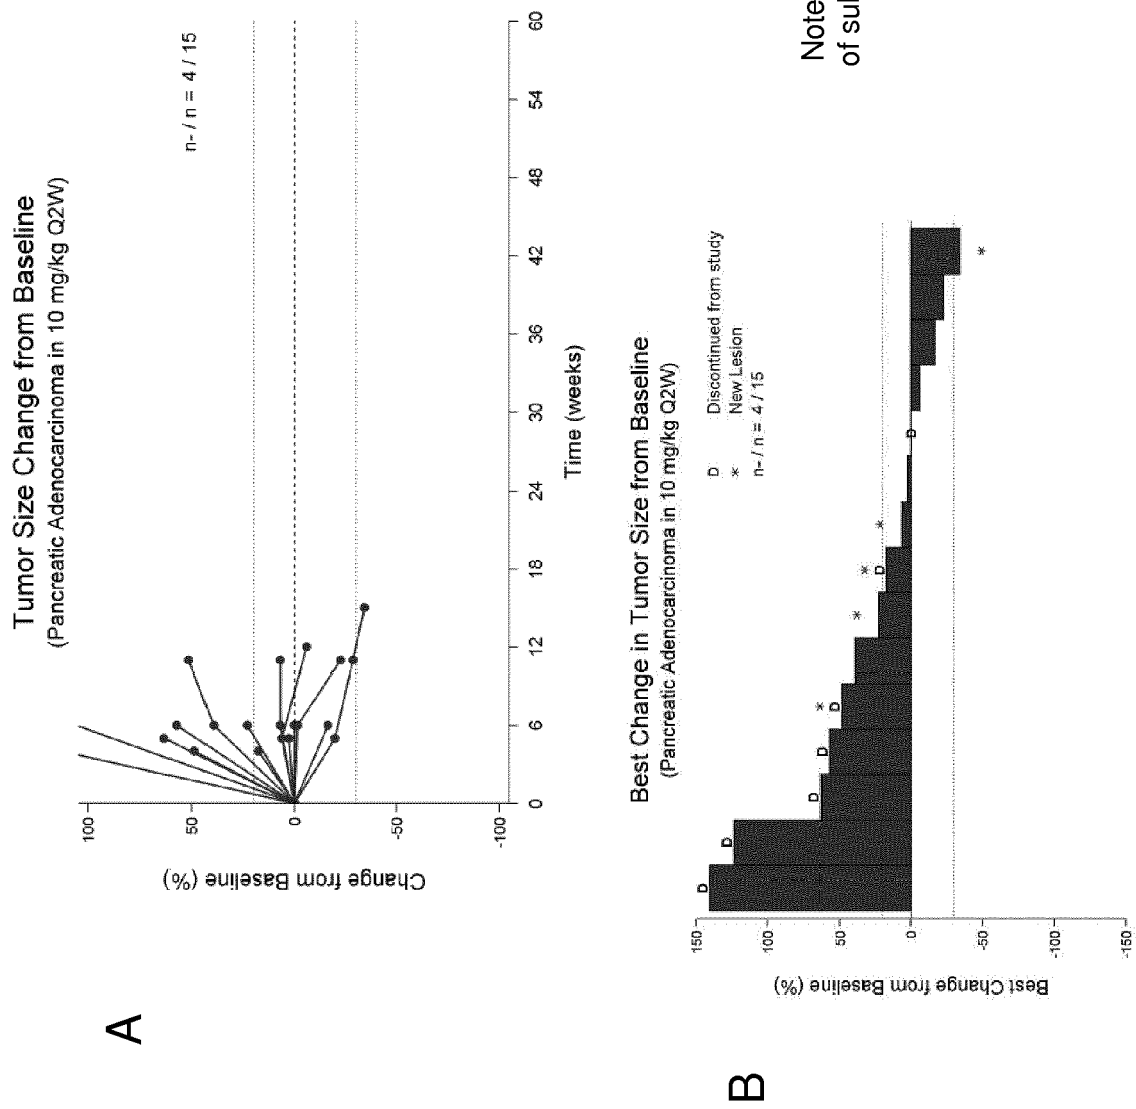 A
Tumor Size Change from Baseline
(Pancreatic Adenocarcinoma in 10 mg/kg Q2W)
n- / n = 4 / 15
Change from Baseline (%)
100
50
0
-50
-100
0 6 12 18 24 30 36 42 48 54 60
Time (weeks)
B
Best Change in Tumor Size from Baseline
(Pancreatic Adenocarcinoma in 10 mg/kg Q2W)
D Discontinued from study
* New Lesion
n- / n = 4 / 15
Best Change from Baseline (%)
150
100
50
0
-50
-100
-150
D
D
D
D
*
D
*
*
D
*
D
*
Note
of sul